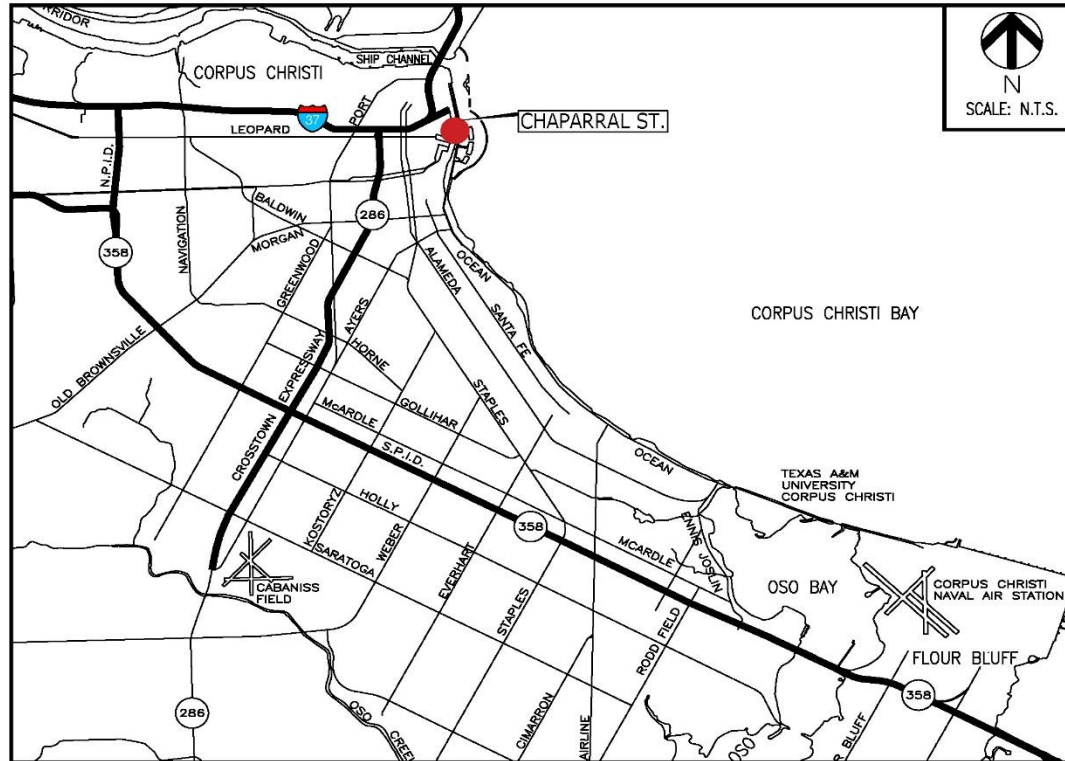 RRIDOR
SHIP CHANNEL
CORPUS CHRISTI
N
SCALE: N.T.S.
PORT
37
LEOPARD
CHAPARRAL ST.
N.P.I.D.
NAVIGATION
BALDWIN
286
MORGAN
358
GREENWOOD
ALAMEDA
OCEAN
SANTA FE
CORPUS CHRISTI BAY
AYERS
EXPRESSWAY
HORNE
OLD BROWNSVILLE
STAPLES
McARDLE
GOLLIHAR
CROSSTOWN
S.P.I.D.
OCEAN
TEXAS A&M
UNIVERSITY
CORPUS CHRISTI
KOSTORYZ
HOLLY
358
ENNIS JOSLIN
WEBER
SARATOGA
MCARDLE
EVERHART
CABANISS
FIELD
STAPLES
OSO BAY
CORPUS CHRISTI
NAVAL AIR STATION
RODD FIELD
FLOUR BLUFF
358
286
OSO CREE
CIMARRON
AIRLINE
OSO
R BLUFF